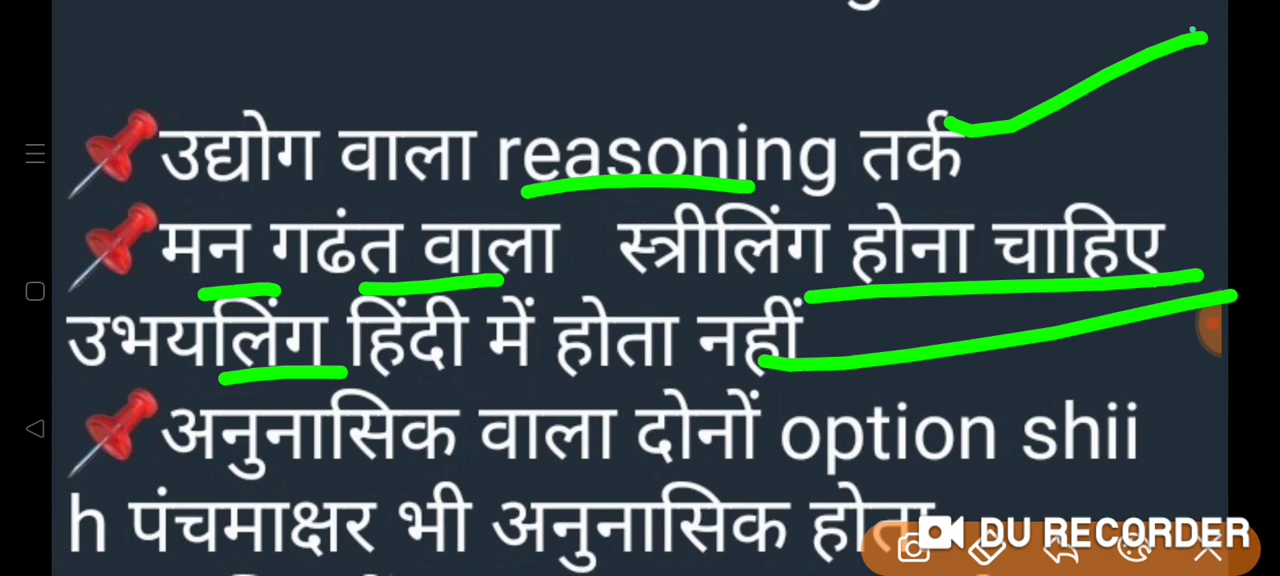 उद्योग वाला reasoning तर्क
मन गढंत वाला स्त्रीलिंग होना चाहिए
उभयलिंग हिंदी में होता नहीं
अनुनासिक वाला दोनों option shii
h पंचमाक्षर भी अनुनासिक होता
DU RECORDER